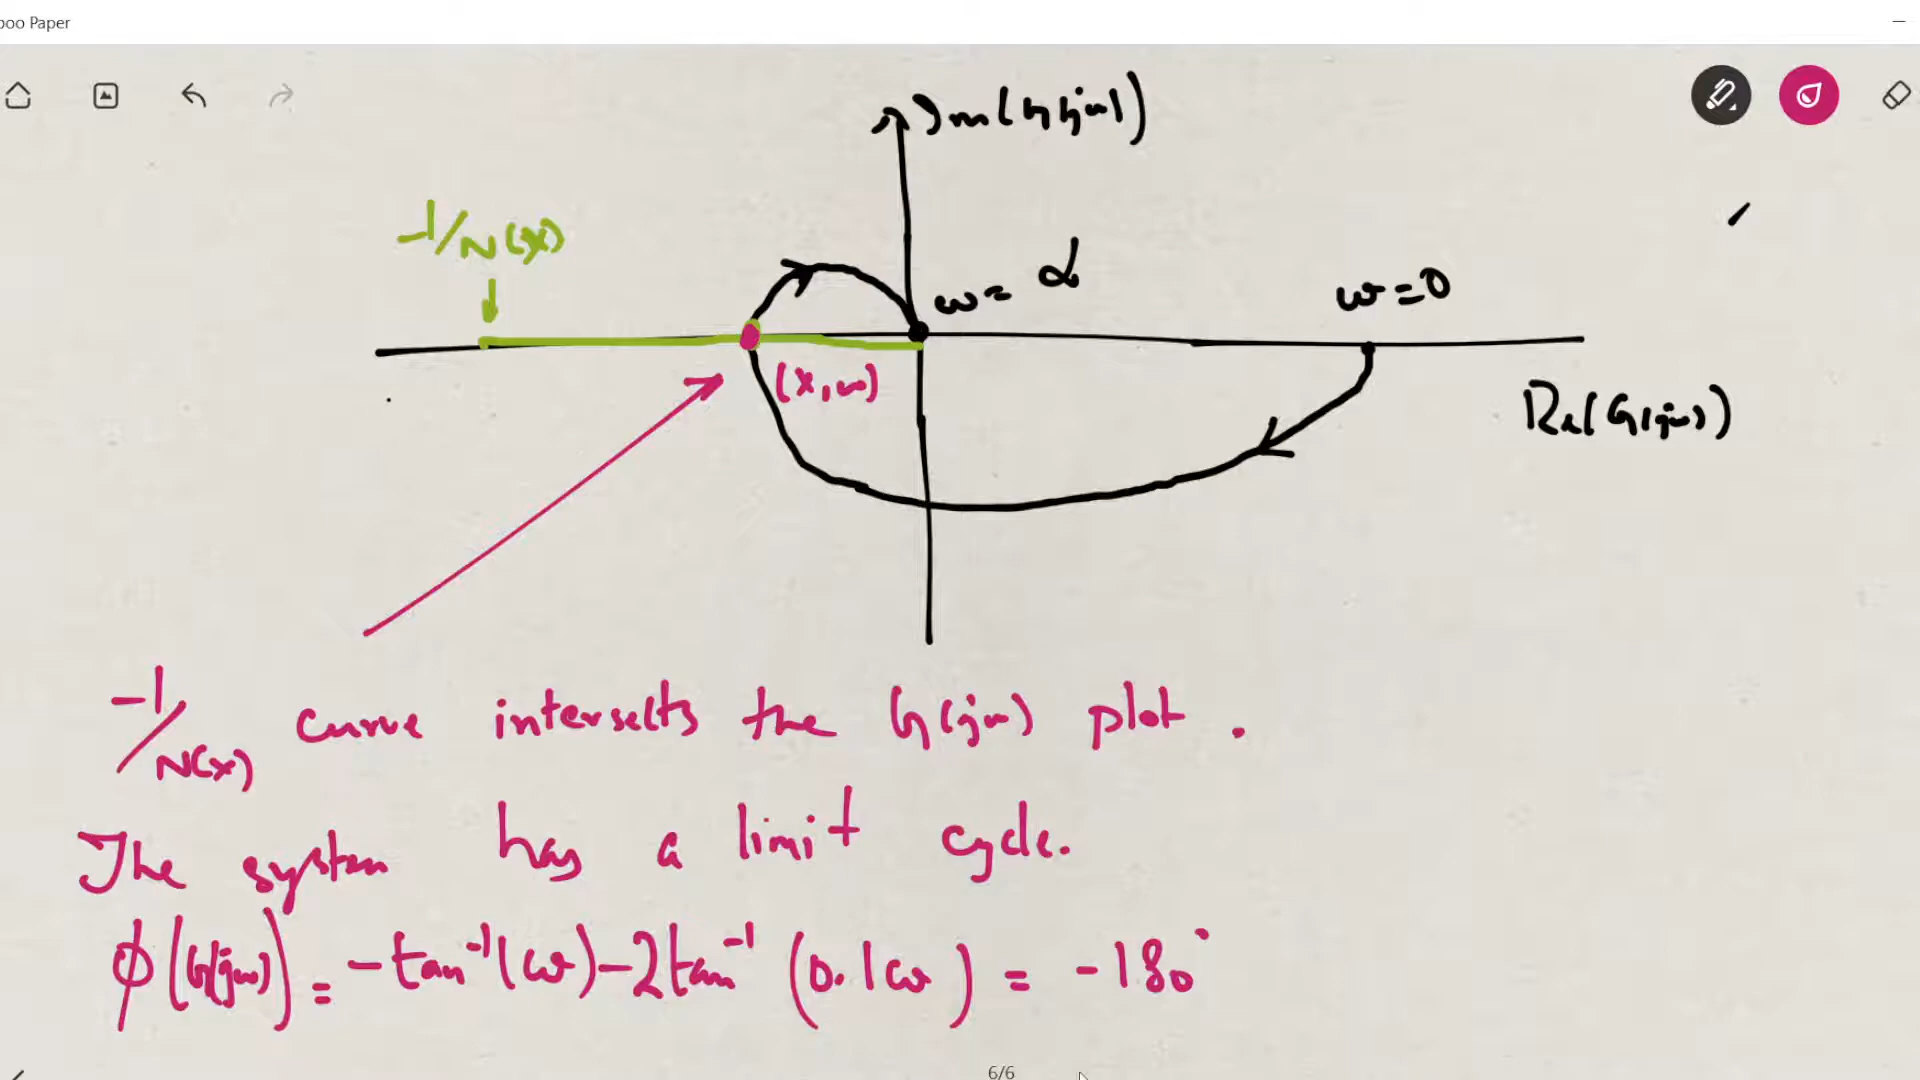 boo Paper
Im(G(jω))
-1/N(X)
ω = α
ω = 0
(X, ω)
Re(G(jω))
-1/N(X) curve intersects the G(jω) plot .
The system has a limit cycle.
ϕ(G(jω)) = -tan⁻¹(ω) - 2tan⁻¹(0.1ω) = -180°
6/6